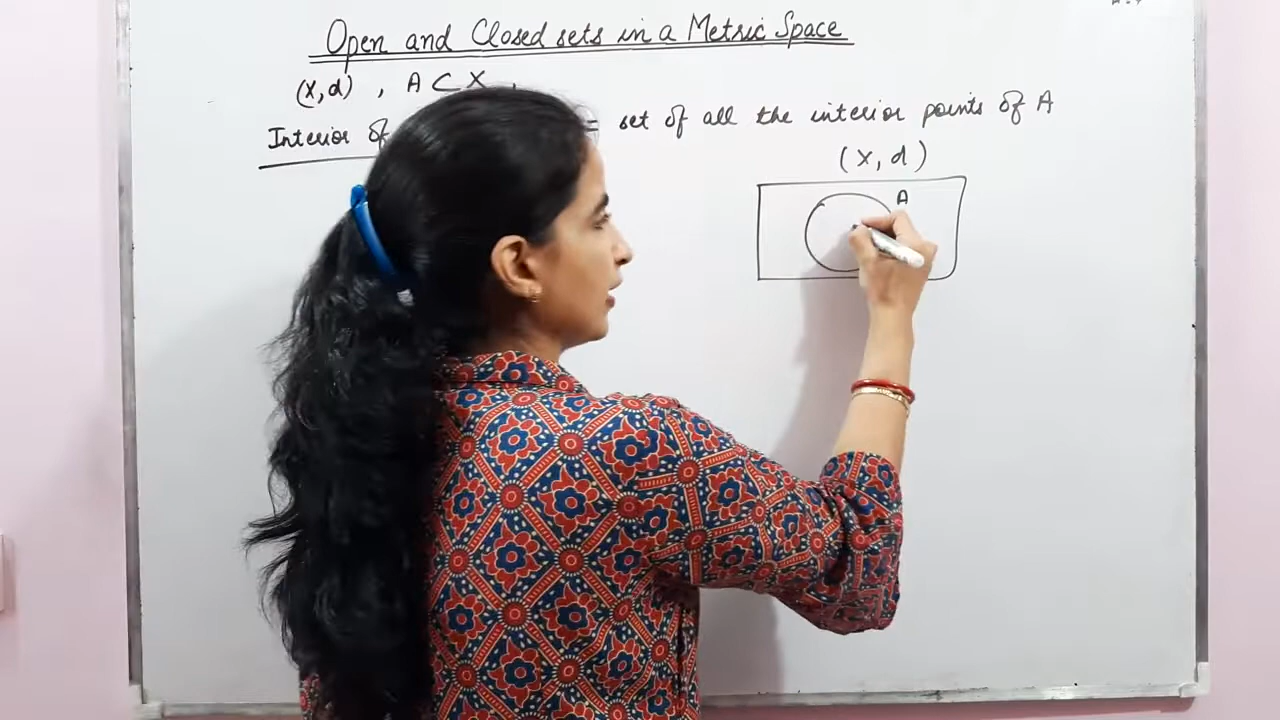 Open and Closed sets in a Metric Space
(X,d) , A ⊂ X ,
Interior of = set of all the interior points of A
(X, d)
A